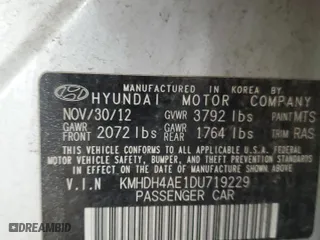 MANUFACTURED IN KOREA BY
HYUNDAI MOTOR COMPANY
NOV/30/12 GVWR 3792 lbs PAINT MTS
GAWR FRONT 2072 lbs GAWR REAR 1764 lbs TRIM RAS
THIS VEHICLE CONFORMS TO ALL APPLICABLE FEDERAL
MOTOR VEHICLE SAFETY, BUMPER, AND THEFT PREVENTION
STANDARDS IN EFFECT ON THE DATE OF MANUFACTURE
SHOWN ABOVE.
V.I.N KMHDH4AE1DU719229
PASSENGER CAR